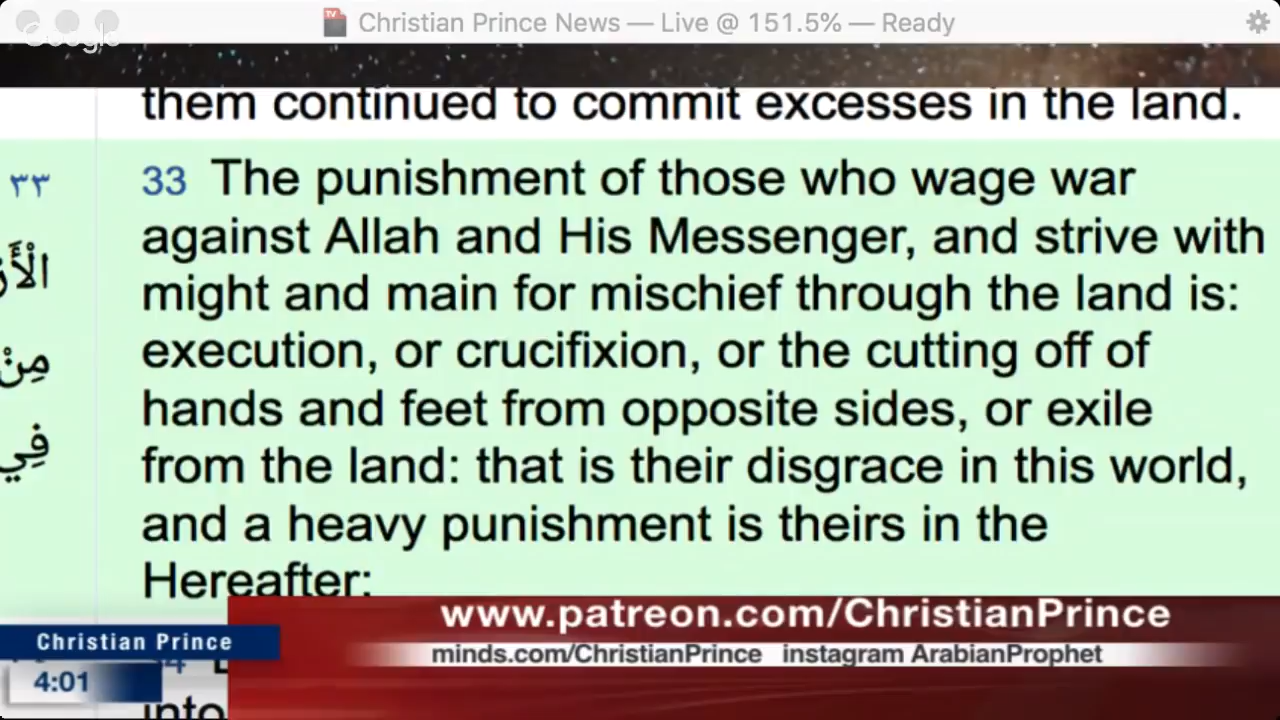 Christian Prince News — Live @ 151.5% — Ready
Google
them continued to commit excesses in the land.
٣٣
33 The punishment of those who wage war
against Allah and His Messenger, and strive with
might and main for mischief through the land is:
execution, or crucifixion, or the cutting off of
hands and feet from opposite sides, or exile
from the land: that is their disgrace in this world,
and a heavy punishment is theirs in the
Hereafter;
مِنْ
فِي
www.patreon.com/ChristianPrince
Christian Prince
minds.com/ChristianPrince instagram ArabianProphet
4:01
into